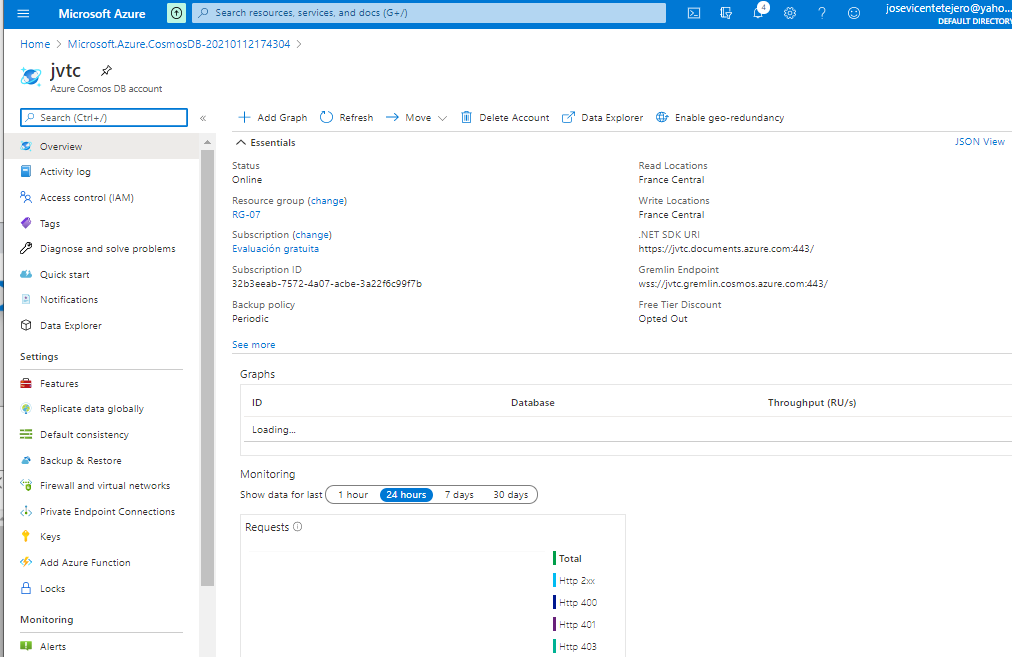 Microsoft Azure
Search resources, services, and docs (G+/)
4
josevicentetejero@yaho...
DEFAULT DIRECTORY
Home > Microsoft.Azure.CosmosDB-20210112174304 >
jvtc
Azure Cosmos DB account
Search (Ctrl+/)
«
Overview
Activity log
Access control (IAM)
Tags
Diagnose and solve problems
Quick start
Notifications
Data Explorer
Settings
Features
Replicate data globally
Default consistency
Backup & Restore
Firewall and virtual networks
Private Endpoint Connections
Keys
Add Azure Function
Locks
Monitoring
Alerts
Add Graph Refresh Move Delete Account Data Explorer Enable geo-redundancy
Essentials
JSON View
Status
Online
Resource group (change)
RG-07
Subscription (change)
Evaluación gratuita
Subscription ID
32b3eeab-7572-4a07-acbe-3a22f6c99f7b
Backup policy
Periodic
See more
Read Locations
France Central
Write Locations
France Central
.NET SDK URI
https://jvtc.documents.azure.com:443/
Gremlin Endpoint
wss://jvtc.gremlin.cosmos.azure.com:443/
Free Tier Discount
Opted Out
Graphs
ID Database Throughput (RU/s)
Loading...
Monitoring
Show data for last 1 hour 24 hours 7 days 30 days
Requests
Total
Http 2xx
Http 400
Http 401
Http 403